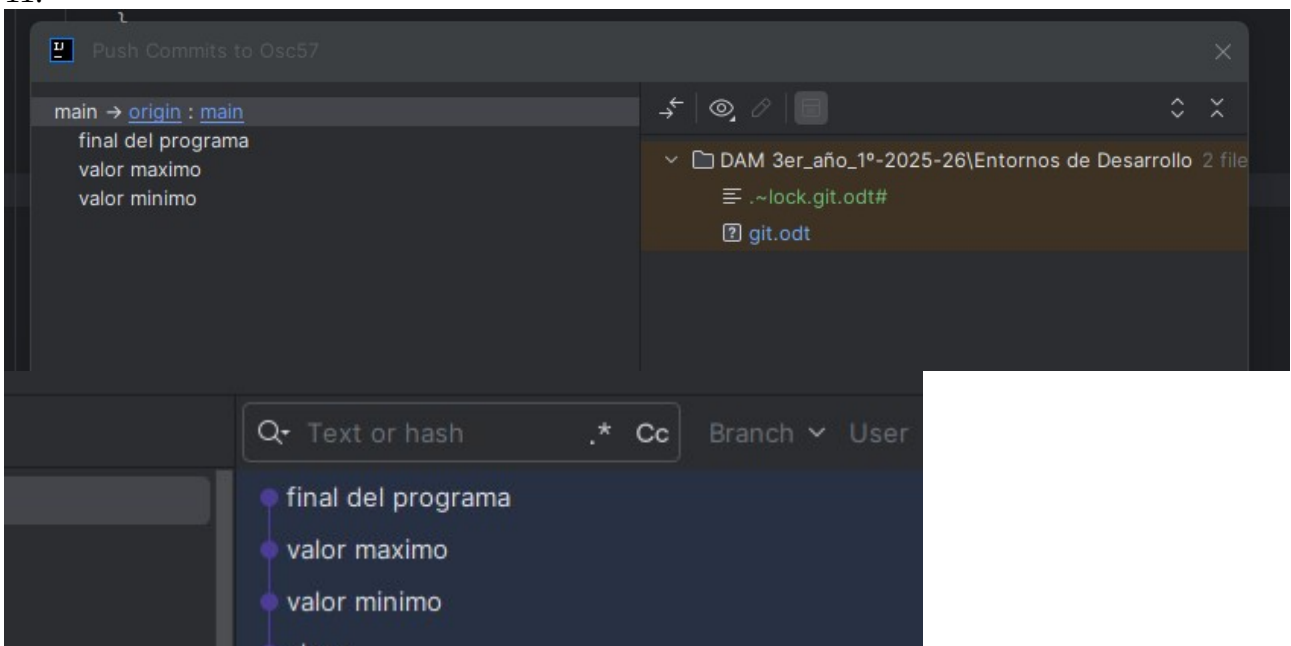 }
Push Commits to Osc57
main → origin : main
final del programa
valor maximo
valor minimo
DAM 3er_año_1º-2025-26\Entornos de Desarrollo 2 file
.~lock.git.odt#
git.odt
Text or hash .* Cc Branch User
final del programa
valor maximo
valor minimo